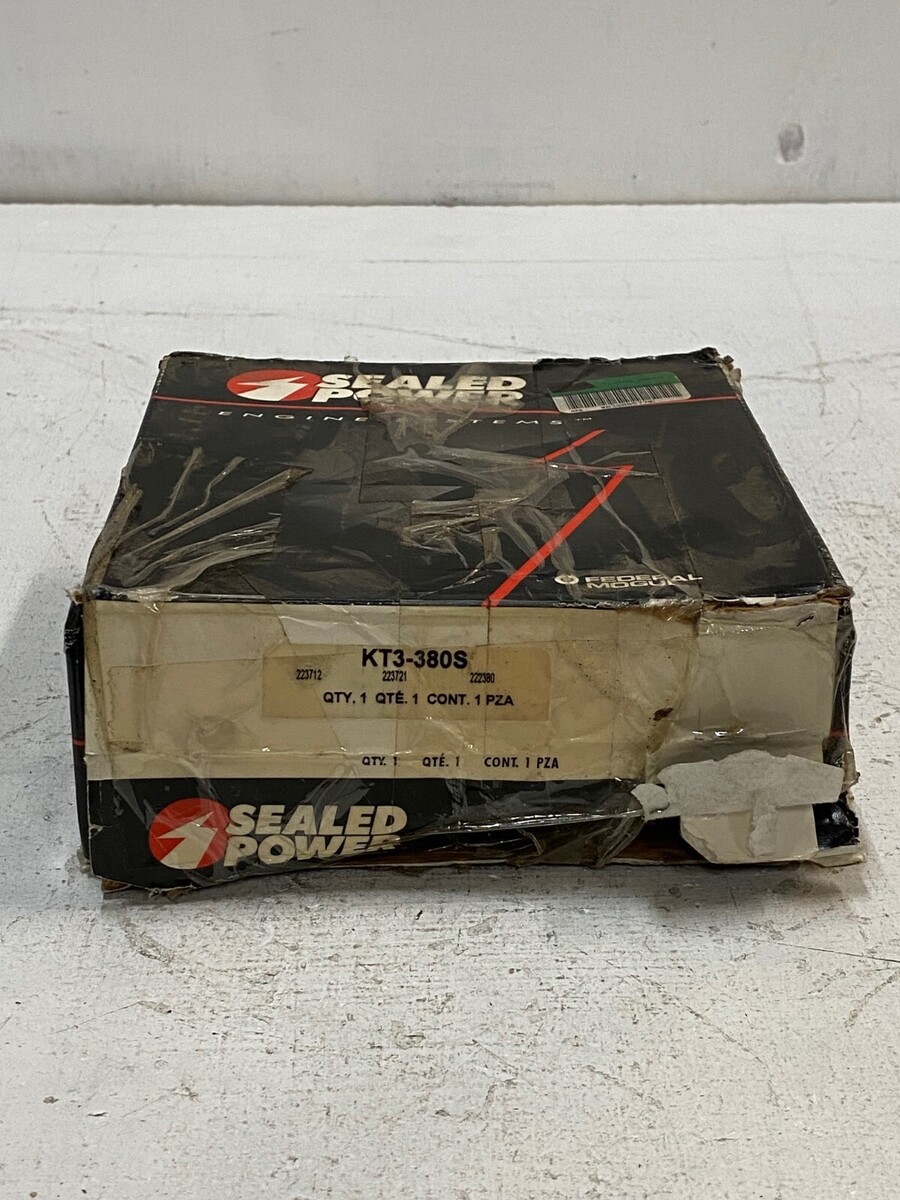 SEALED
POWER
ENGINE SYSTEMS™
FEDERAL
MOGUL
KT3-380S
223712 223721 222380
QTY. 1 QTÉ. 1 CONT. 1 PZA
QTY. 1 QTÉ. 1 CONT. 1 PZA
SEALED
POWER